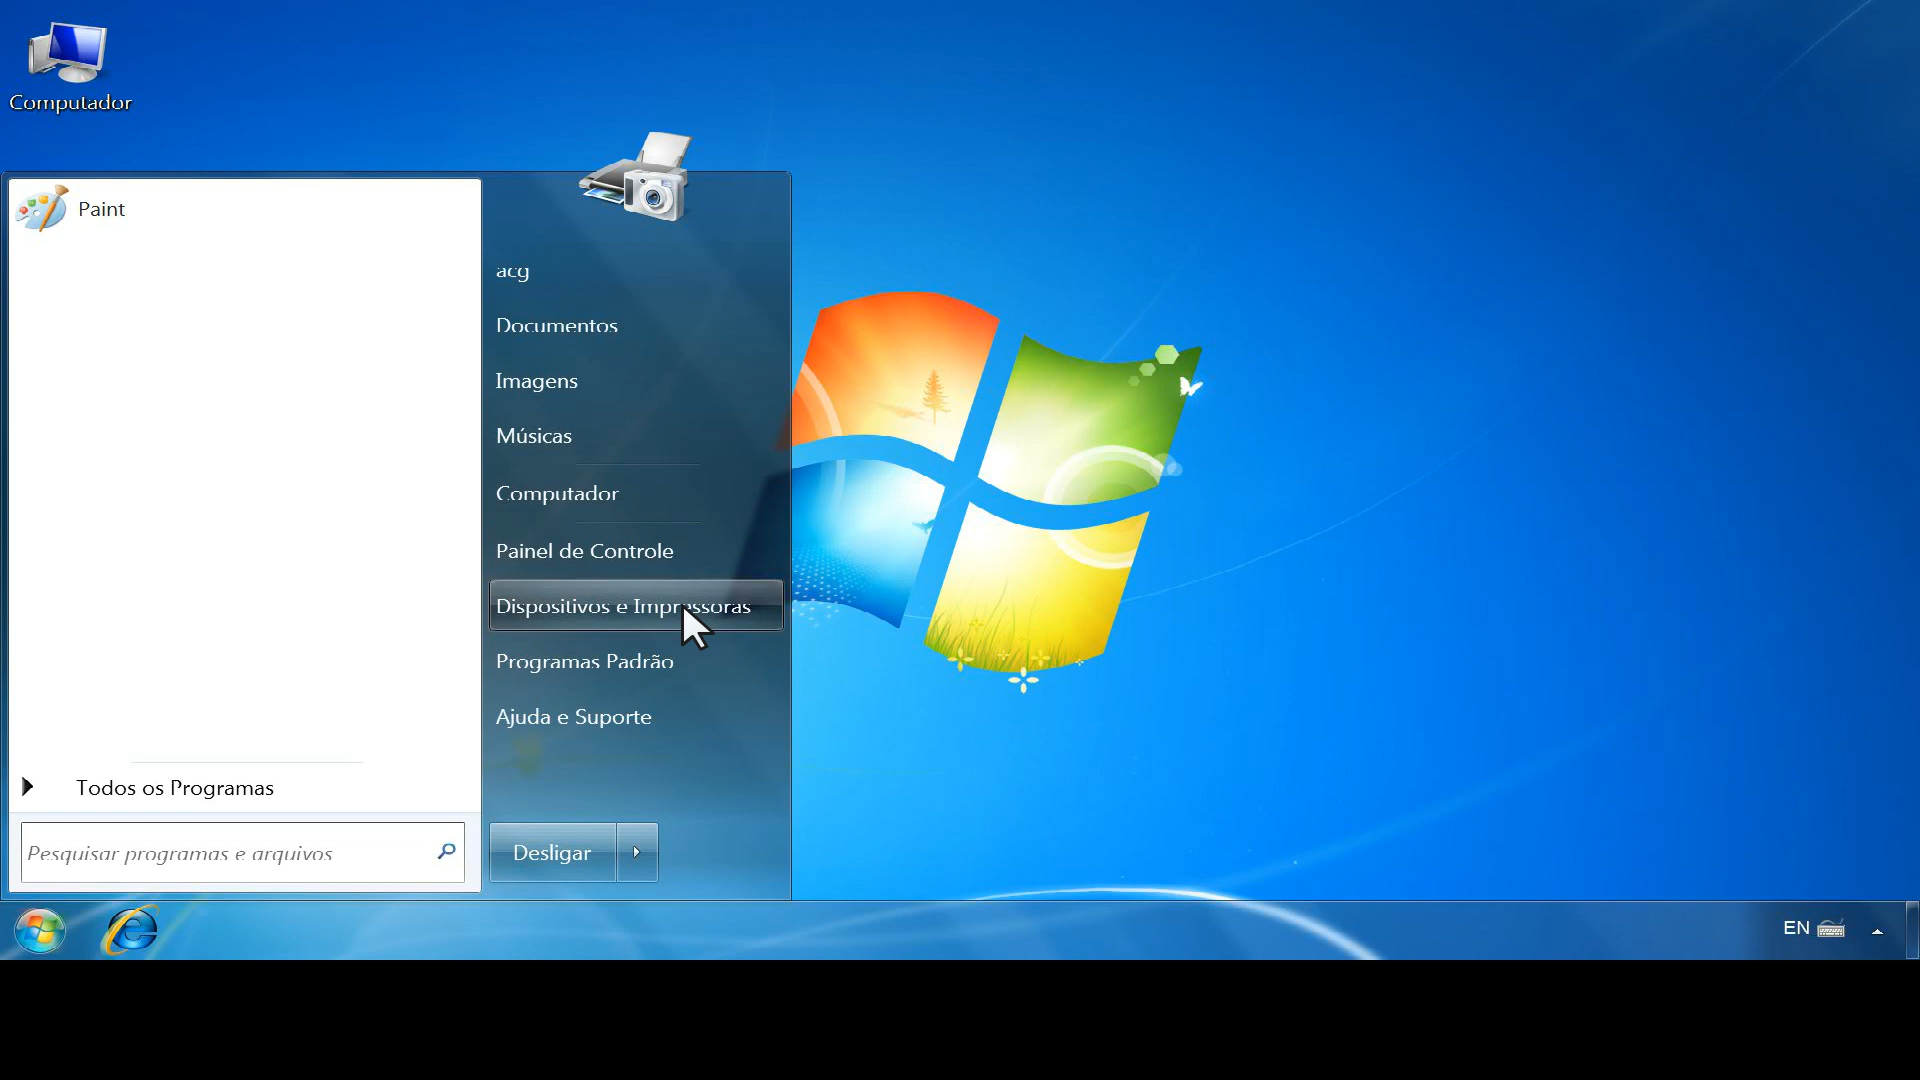 Computador
Paint
acg
Documentos
Imagens
Músicas
Computador
Painel de Controle
Dispositivos e Impressoras
Programas Padrão
Ajuda e Suporte
Todos os Programas
Pesquisar programas e arquivos
Desligar
EN